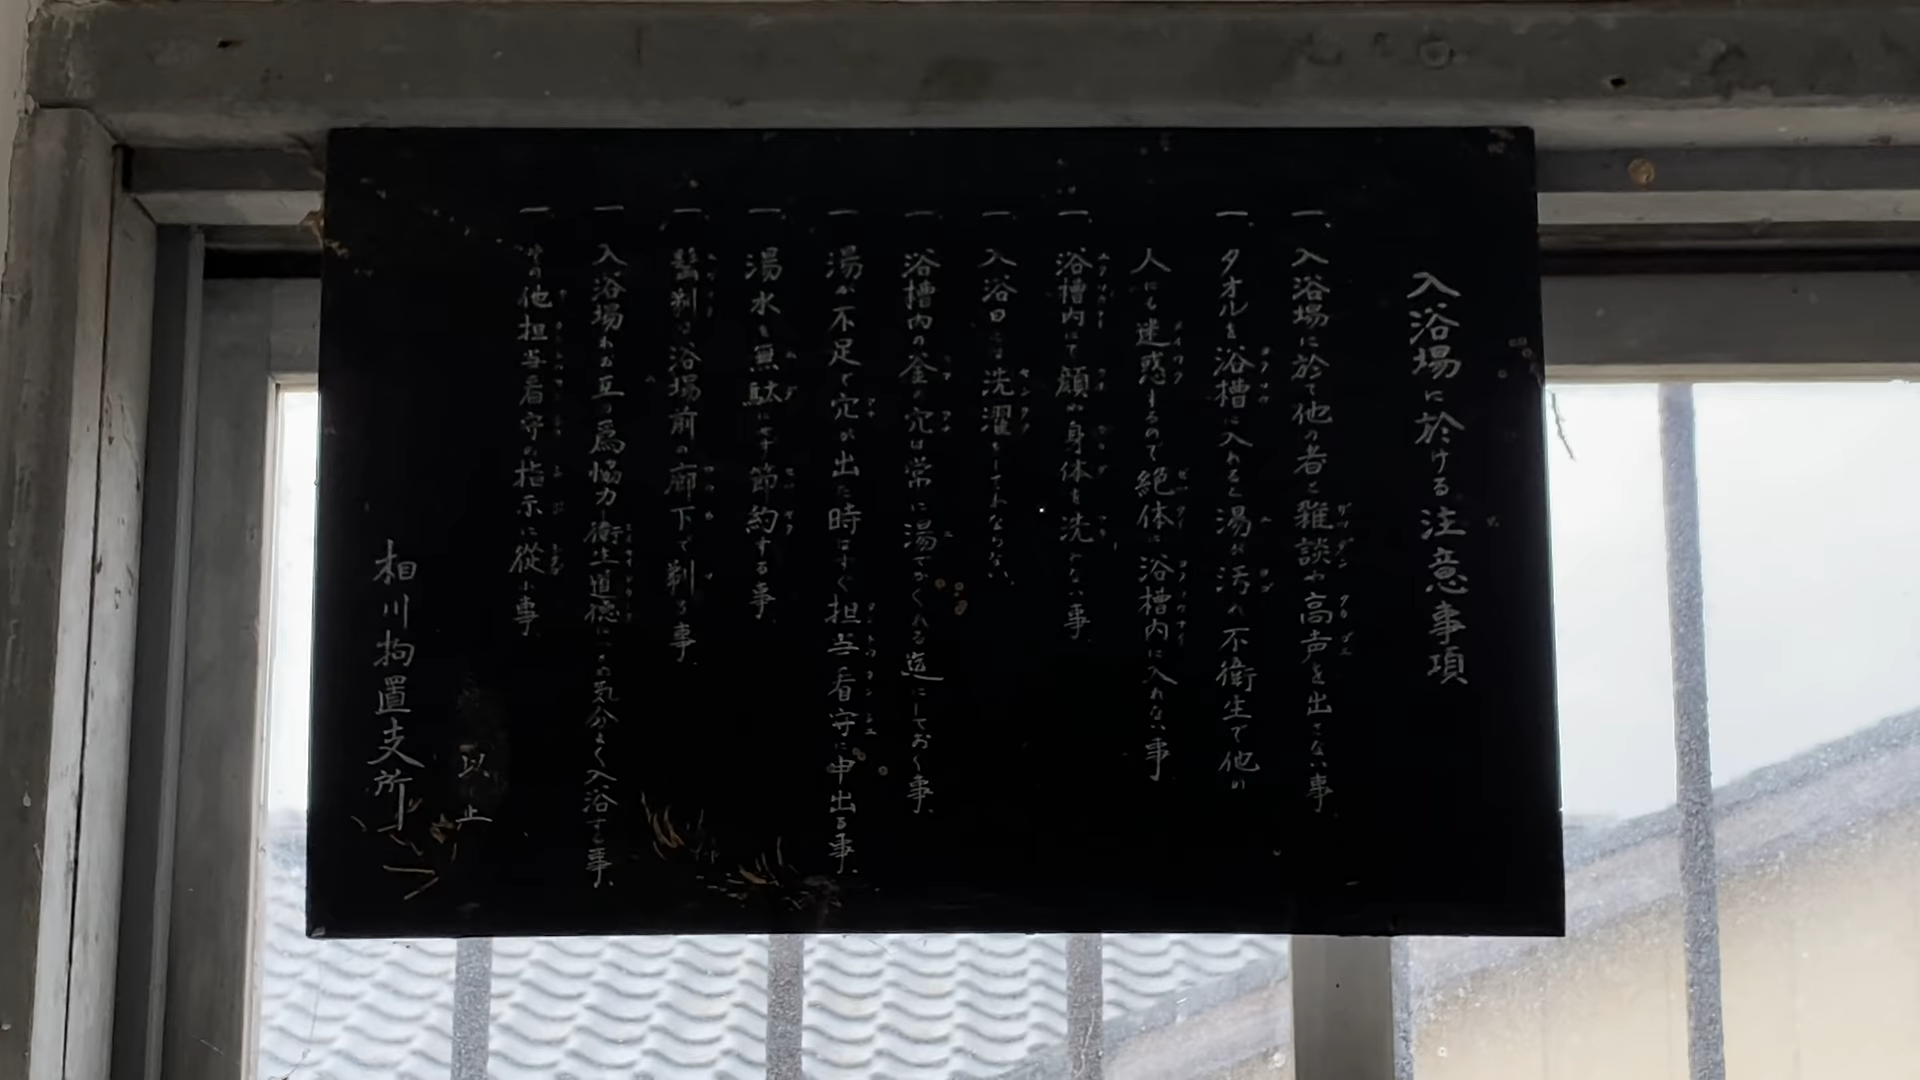 入浴場に於ける注意事項
一、入浴場に於て他の者と雑談や高声を出さない事、
一、タオルを浴槽に入れると湯が汚れ不衛生で他の
人にも迷惑するので絶体に浴槽内に入れない事
一、浴槽内にて顔や身体を洗わない事、
一、入浴日には洗濯をしてわならない、
一、浴槽内の釜の穴は常に湯でかくれる迄にしておく事、
一、湯が不足で穴が出た時はすぐ担当看守に申出る事、
一、湯水を無駄にせず節約する事、
一、髯剃は浴場前の廊下で剃る事、
一、入浴場わお互の為協力衛生道徳に気分よく入浴する事、
一、その他担当看守の指示に従ふ事、
以上
相川拘置支所